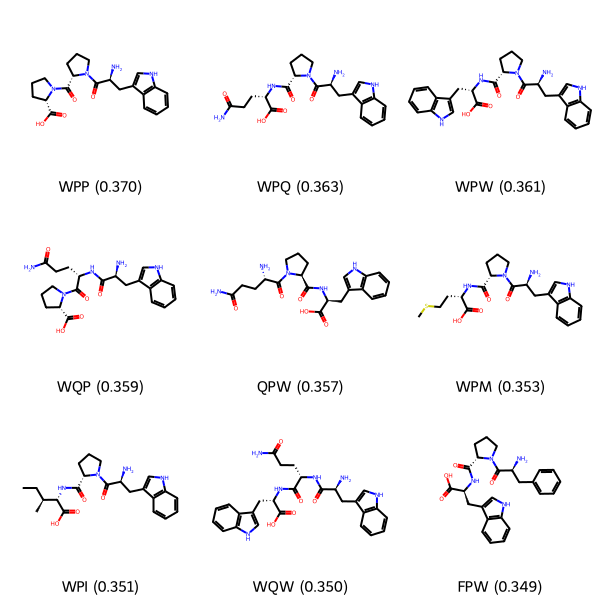 WPP (0.370)
WPQ (0.363)
WPW (0.361)
WQP (0.359)
QPW (0.357)
WPM (0.353)
WPI (0.351)
WQW (0.350)
FPW (0.349)